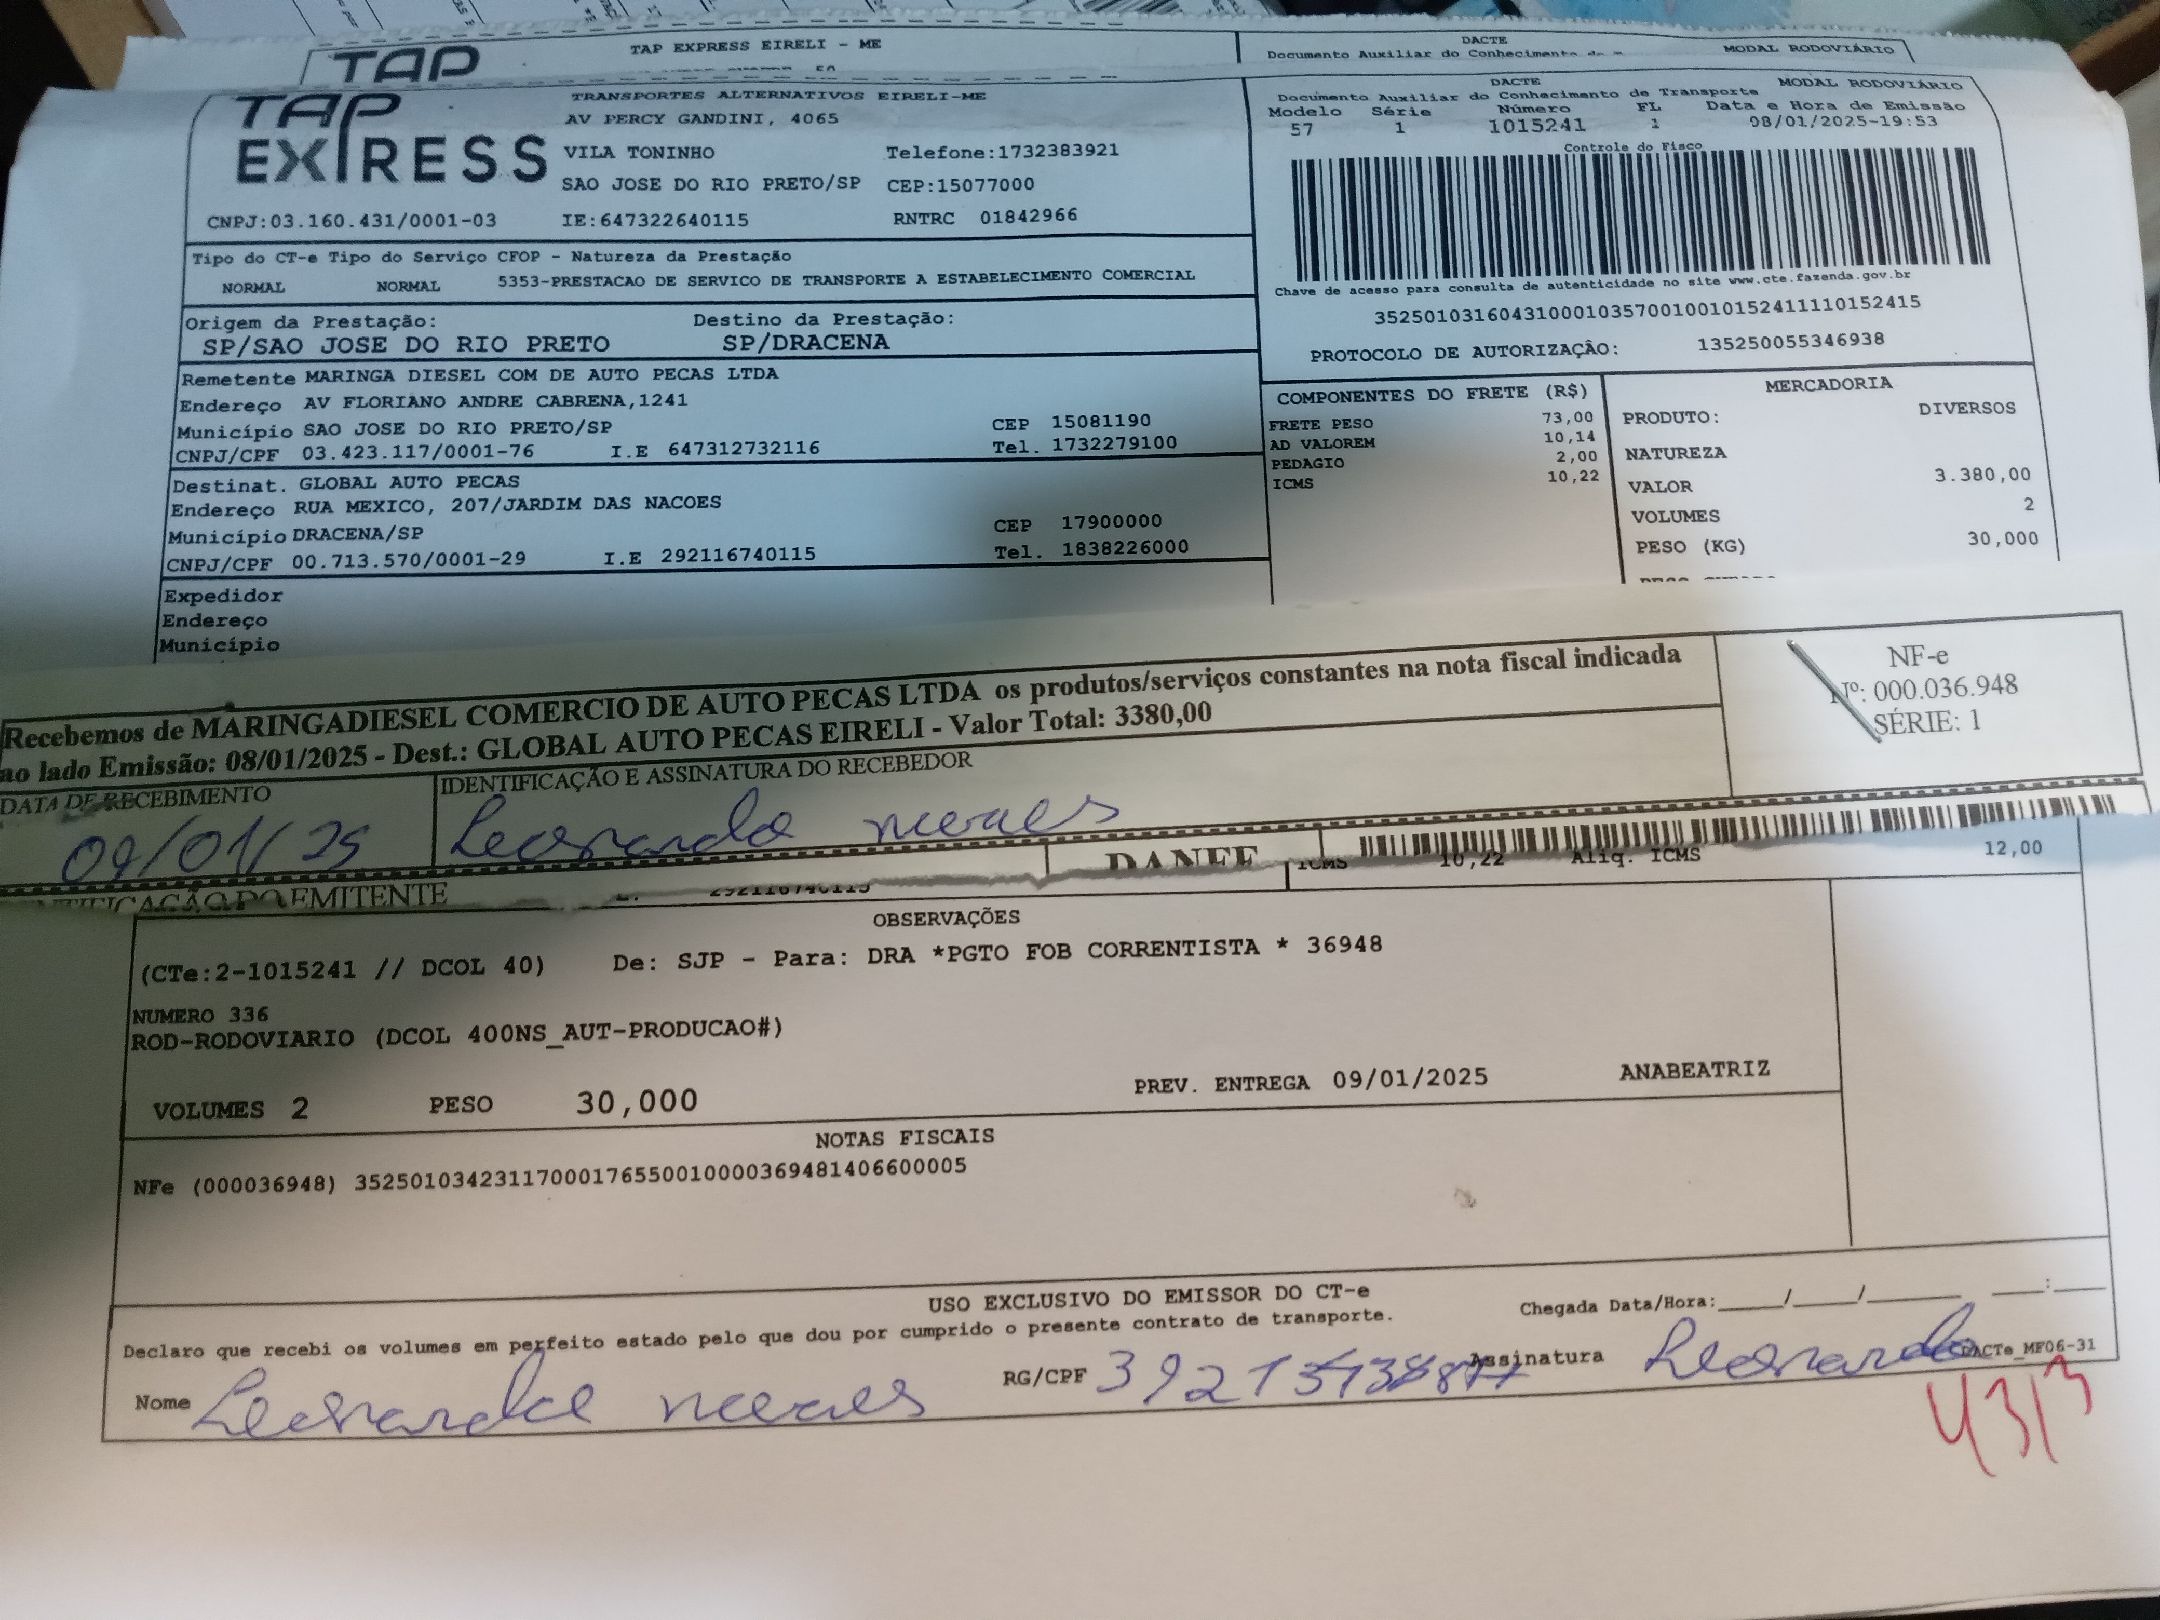 TAP
TAP EXPRESS EIRELI - ME
DACTE
Documento Auxiliar do Conhecimento de
MODAL RODOVIÁRIO
TAP EXPRESS
TRANSPORTES ALTERNATIVOS EIRELI-ME
AV PERCY GANDINI, 4065
VILA TONINHO Telefone:1732383921
SAO JOSE DO RIO PRETO/SP CEP:15077000
CNPJ:03.160.431/0001-03 IE:647322640115 RNTRC 01842966
DACTE MODAL RODOVIÁRIO
Documento Auxiliar do Conhecimento de Transporte
Modelo Série Número FL Data e Hora de Emissão
57 1 1015241 1 08/01/2025-19:53
Controle do Fisco
Chave de acesso para consulta de autenticidade no site www.cte.fazenda.gov.br
35250103160431000103570010010152411110152415
PROTOCOLO DE AUTORIZAÇÃO: 135250055346938
Tipo do CT-e Tipo do Serviço CFOP - Natureza da Prestação
NORMAL NORMAL 5353-PRESTACAO DE SERVICO DE TRANSPORTE A ESTABELECIMENTO COMERCIAL
Origem da Prestação: Destino da Prestação:
SP/SAO JOSE DO RIO PRETO SP/DRACENA
Remetente MARINGA DIESEL COM DE AUTO PECAS LTDA
Endereço AV FLORIANO ANDRE CABRENA,1241
Município SAO JOSE DO RIO PRETO/SP CEP 15081190
CNPJ/CPF 03.423.117/0001-76 I.E 647312732116 Tel. 1732279100
Destinat. GLOBAL AUTO PECAS
Endereço RUA MEXICO, 207/JARDIM DAS NACOES
Município DRACENA/SP CEP 17900000
CNPJ/CPF 00.713.570/0001-29 I.E 292116740115 Tel. 1838226000
Expedidor
Endereço
Município
COMPONENTES DO FRETE (R$)
FRETE PESO 73,00
AD VALOREM 10,14
PEDAGIO 2,00
ICMS 10,22
MERCADORIA
PRODUTO: DIVERSOS
NATUREZA
VALOR 3.380,00
VOLUMES 2
PESO (KG) 30,000
Recebemos de MARINGADIESEL COMERCIO DE AUTO PECAS LTDA os produtos/serviços constantes na nota fiscal indicada
ao lado Emissão: 08/01/2025 - Dest.: GLOBAL AUTO PECAS EIRELI - Valor Total: 3380,00
NF-e
Nº: 000.036.948
SÉRIE: 1
DATA DE RECEBIMENTO IDENTIFICAÇÃO E ASSINATURA DO RECEBEDOR
09/01/25 Leonardo neves
DANFE
ICMS 10,22 Aliq. ICMS 12,00
NTIFICAÇÃO DO EMITENTE 292116740115
OBSERVAÇÕES
(CTe:2-1015241 // DCOL 40) De: SJP - Para: DRA *PGTO FOB CORRENTISTA * 36948
NUMERO 336
ROD-RODOVIARIO (DCOL 400NS_AUT-PRODUCAO#)
VOLUMES 2 PESO 30,000 PREV. ENTREGA 09/01/2025 ANABEATRIZ
NOTAS FISCAIS
NFe (000036948) 35250103423117000176550010000369481406600005
USO EXCLUSIVO DO EMISSOR DO CT-e
Declaro que recebi os volumes em perfeito estado pelo que dou por cumprido o presente contrato de transporte.
Chegada Data/Hora:____/____/______ ___:___
Nome Leonardo neves RG/CPF Assinatura Leonardo
DACTe_MF06-31
4313